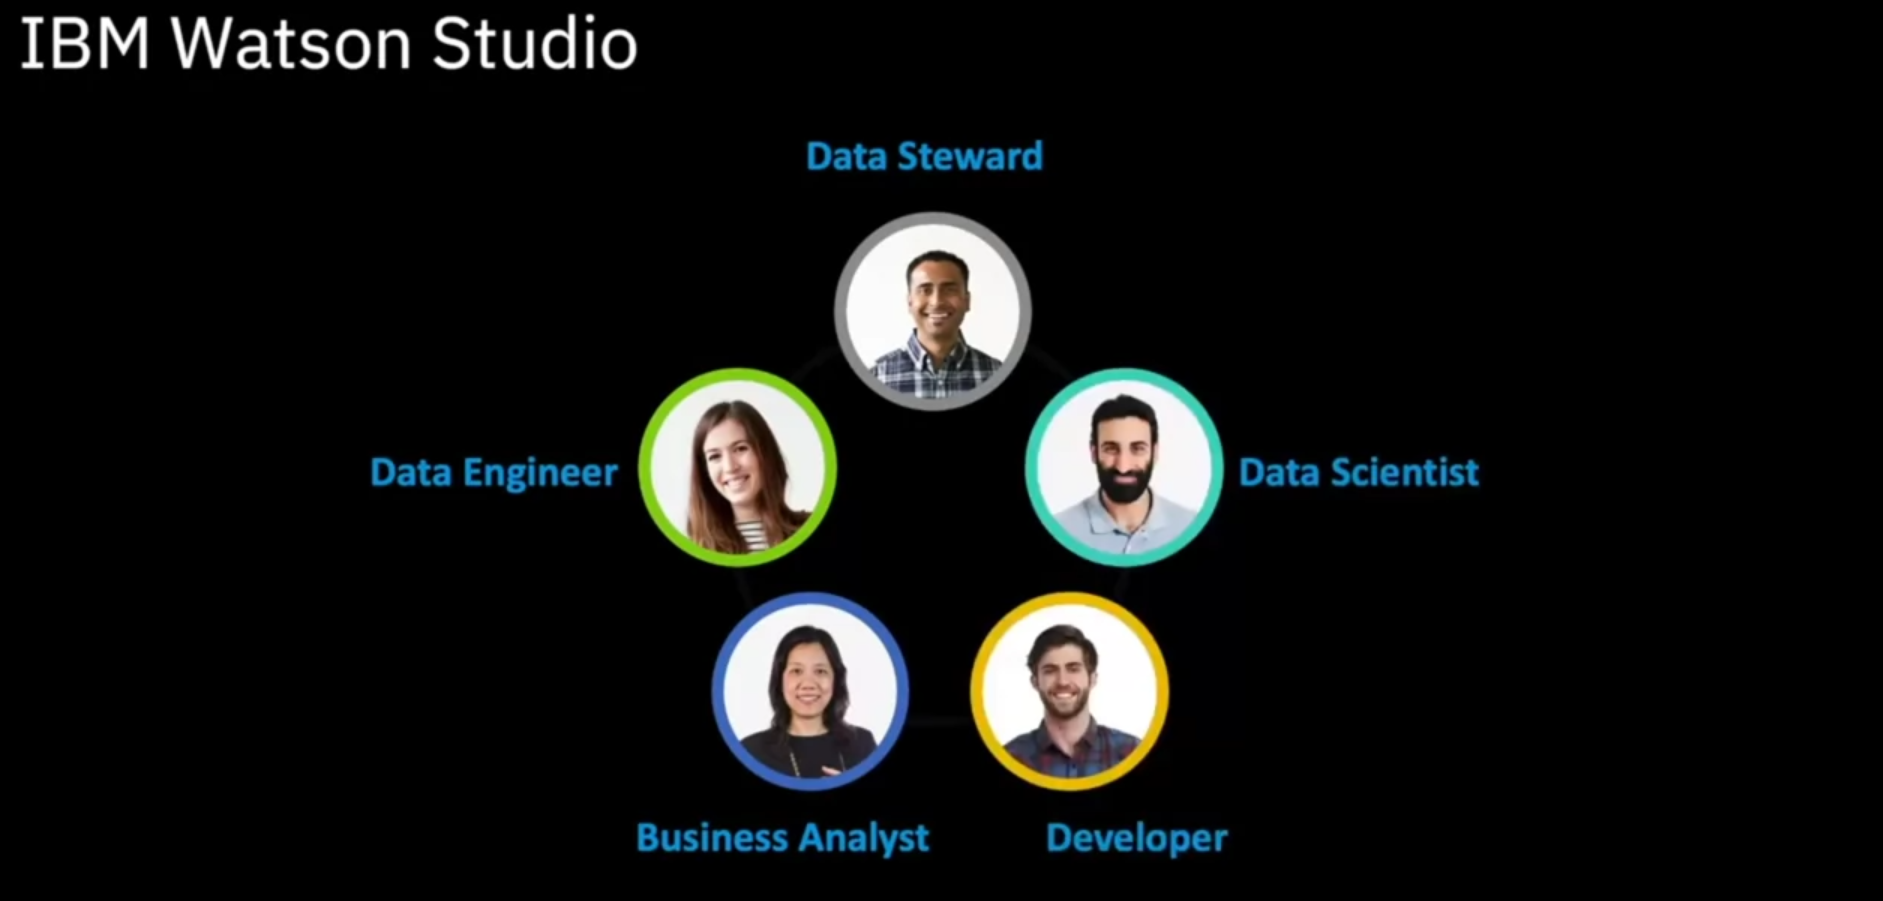 IBM Watson Studio
Data Steward
Data Engineer
Data Scientist
Business Analyst
Developer